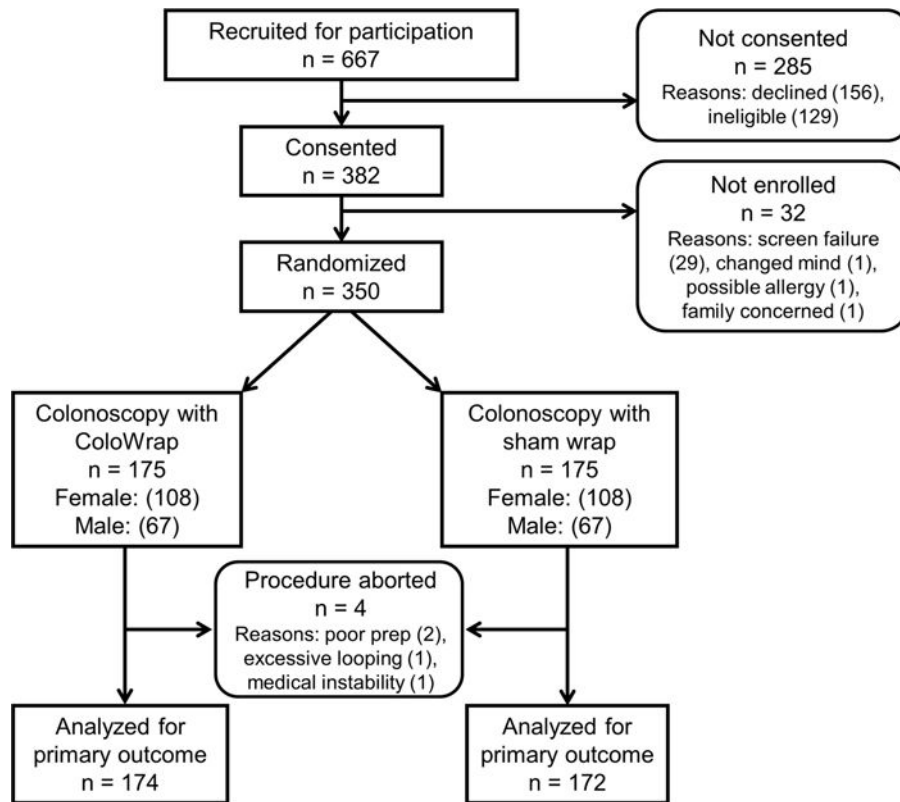 Recruited for participation
n = 667
Not consented
n = 285
Reasons: declined (156),
ineligible (129)
Consented
n = 382
Not enrolled
n = 32
Reasons: screen failure
(29), changed mind (1),
possible allergy (1),
family concerned (1)
Randomized
n = 350
Colonoscopy with
ColoWrap
n = 175
Female: (108)
Male: (67)
Colonoscopy with
sham wrap
n = 175
Female: (108)
Male: (67)
Procedure aborted
n = 4
Reasons: poor prep (2),
excessive looping (1),
medical instability (1)
Analyzed for
primary outcome
n = 174
Analyzed for
primary outcome
n = 172